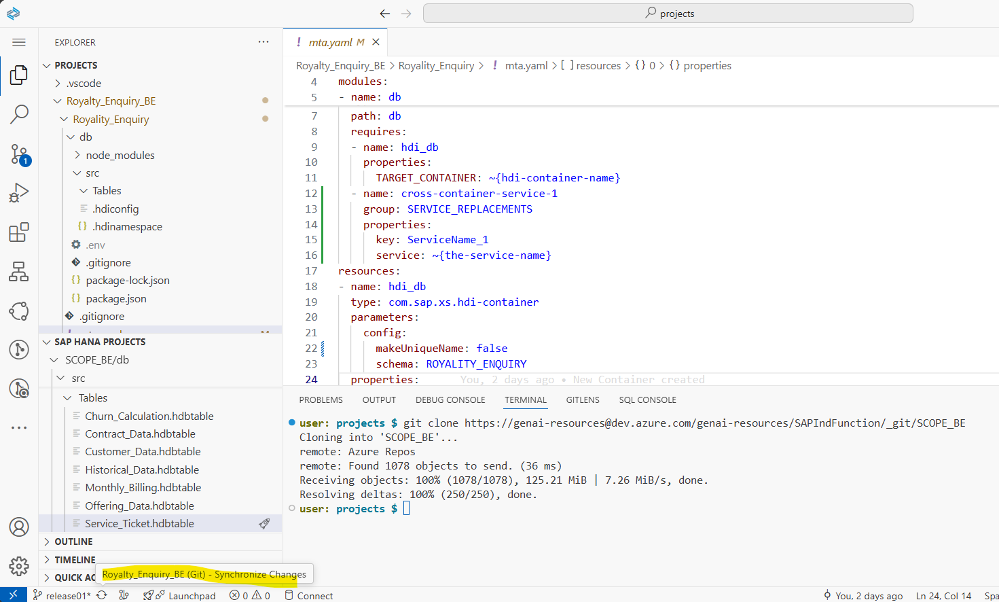 projects
EXPLORER
PROJECTS
.vscode
Royalty_Enquiry_BE
Royality_Enquiry
db
node_modules
src
Tables
.hdiconfig
.hdinamespace
.env
.gitignore
package-lock.json
package.json
.gitignore
SAP HANA PROJECTS
SCOPE_BE/db
src
Tables
Churn_Calculation.hdbtable
Contract_Data.hdbtable
Customer_Data.hdbtable
Historical_Data.hdbtable
Monthly_Billing.hdbtable
Offering_Data.hdbtable
Service_Ticket.hdbtable
OUTLINE
TIMELINE
QUICK AC
Royalty_Enquiry_BE (Git) - Synchronize Changes
1
! mta.yaml M
Royalty_Enquiry_BE > Royality_Enquiry > ! mta.yaml > [ ] resources > {} 0 > {} properties
4 modules:
5 - name: db
7 path: db
8 requires:
9 - name: hdi_db
10 properties:
11 TARGET_CONTAINER: ~{hdi-container-name}
12 - name: cross-container-service-1
13 group: SERVICE_REPLACEMENTS
14 properties:
15 key: ServiceName_1
16 service: ~{the-service-name}
17 resources:
18 - name: hdi_db
19 type: com.sap.xs.hdi-container
20 parameters:
21 config:
22 makeUniqueName: false
23 schema: ROYALITY_ENQUIRY
24 properties: You, 2 days ago • New Container created
PROBLEMS OUTPUT DEBUG CONSOLE TERMINAL GITLENS SQL CONSOLE
user: projects $ git clone https://genai-resources@dev.azure.com/genai-resources/SAPIndFunction/_git/SCOPE_BE
Cloning into 'SCOPE_BE'...
remote: Azure Repos
remote: Found 1078 objects to send. (36 ms)
Receiving objects: 100% (1078/1078), 125.21 MiB | 7.26 MiB/s, done.
Resolving deltas: 100% (250/250), done.
user: projects $
release01* Launchpad 0 0 Connect You, 2 days ago Ln 24, Col 14 Spa